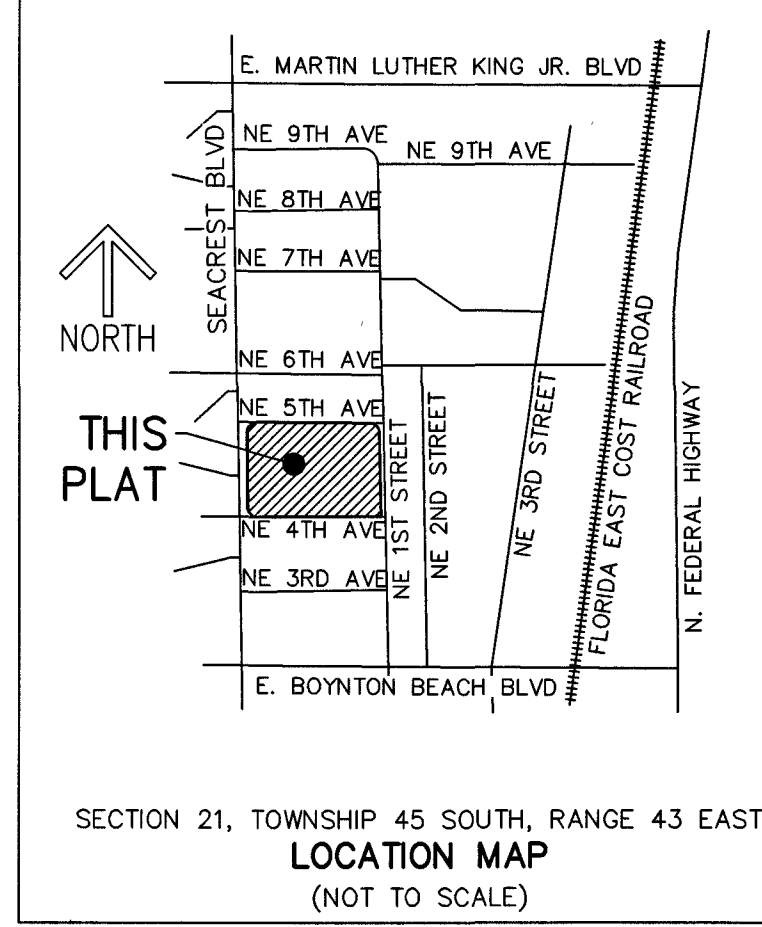 E. MARTIN LUTHER KING JR. BLVD
NE 9TH AVE
NE 9TH AVE
SEACREST BLVD
NE 8TH AVE
NE 7TH AVE
NORTH
NE 6TH AVE
NE 5TH AVE
THIS
PLAT
NE 4TH AVE
NE 3RD AVE
NE 1ST STREET
NE 2ND STREET
NE 3RD STREET
FLORIDA EAST COST RAILROAD
N. FEDERAL HIGHWAY
E. BOYNTON BEACH BLVD
SECTION 21, TOWNSHIP 45 SOUTH, RANGE 43 EAST
LOCATION MAP
(NOT TO SCALE)